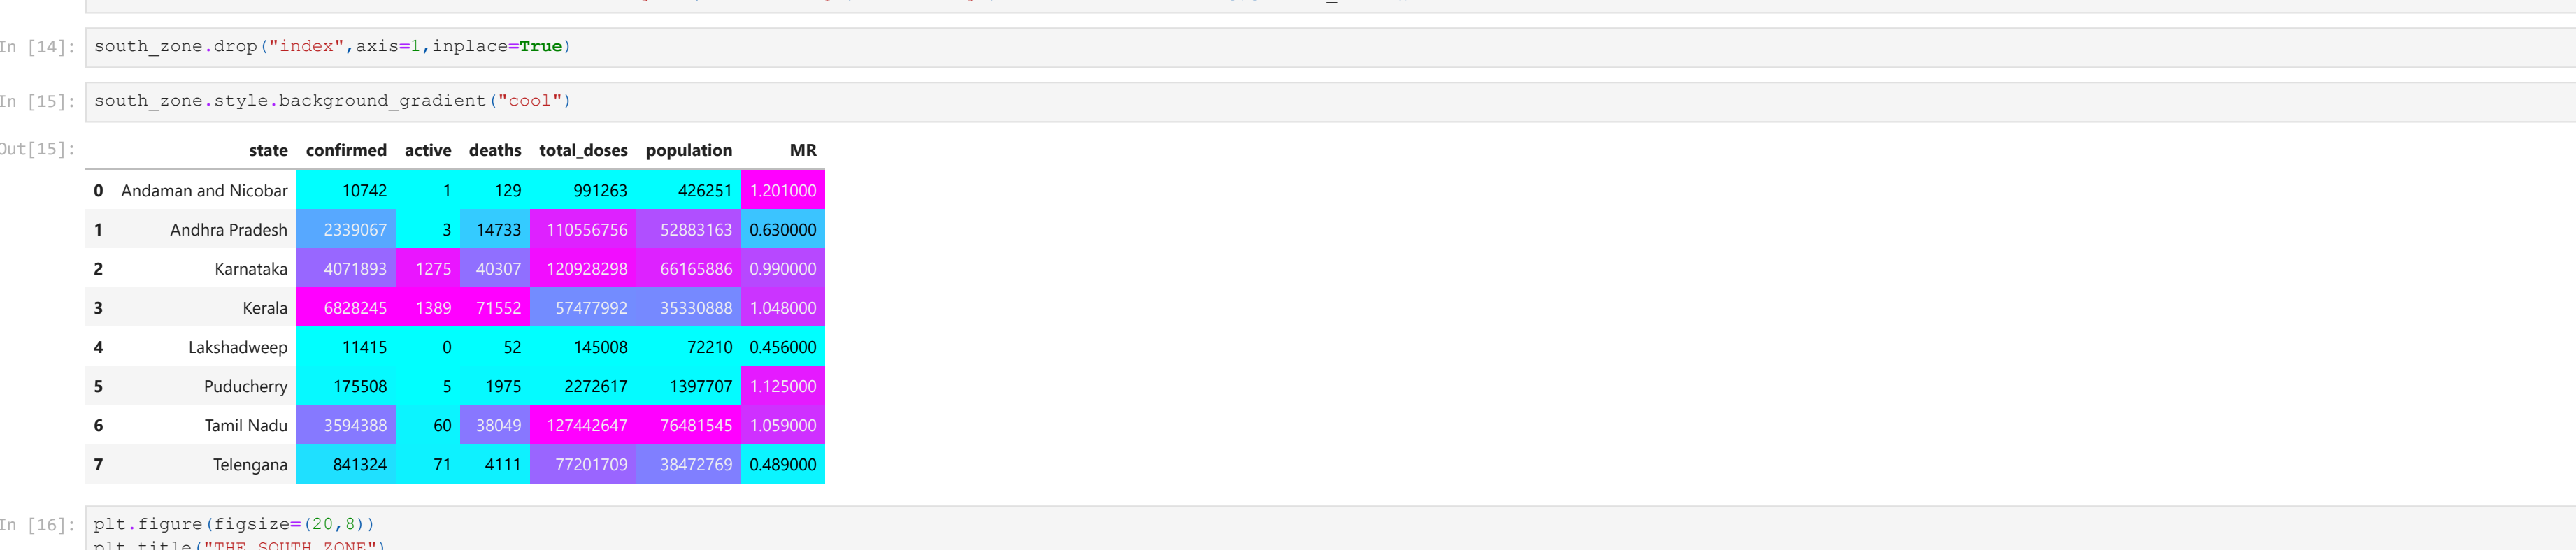 In [14]: south_zone.drop("index",axis=1,inplace=True)
In [15]: south_zone.style.background_gradient("cool")
Out[15]:
state confirmed active deaths total_doses population MR
0 Andaman and Nicobar 10742 1 129 991263 426251 1.201000
1 Andhra Pradesh 2339067 3 14733 110556756 52883163 0.630000
2 Karnataka 4071893 1275 40307 120928298 66165886 0.990000
3 Kerala 6828245 1389 71552 57477992 35330888 1.048000
4 Lakshadweep 11415 0 52 145008 72210 0.456000
5 Puducherry 175508 5 1975 2272617 1397707 1.125000
6 Tamil Nadu 3594388 60 38049 127442647 76481545 1.059000
7 Telengana 841324 71 4111 77201709 38472769 0.489000
In [16]: plt.figure(figsize=(20,8))
plt.title("THE SOUTH ZONE")